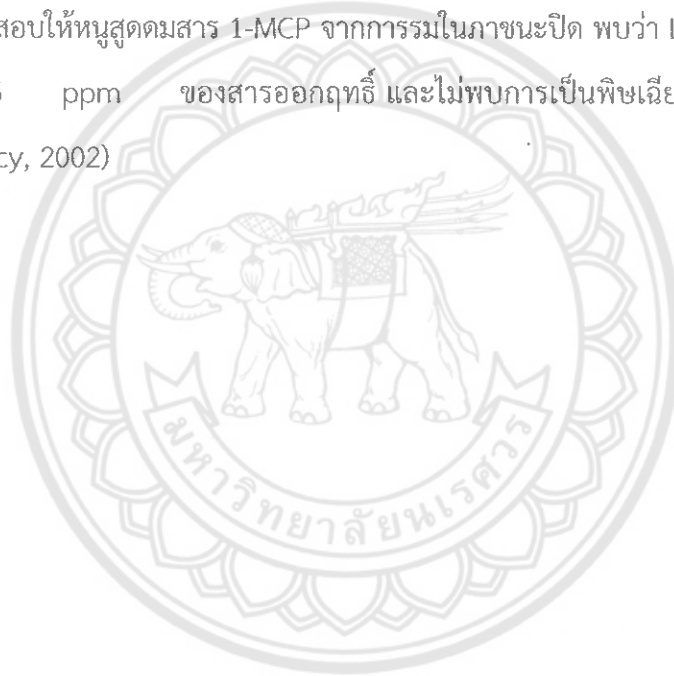 สอบให้หนูสูดดมสาร 1-MCP จากการรมในภาชนะปิด พบว่า
ppm ของสารออกฤทธิ์ และไม่พบการเป็นพิษเฉีย
cy, 2002)
มหาวิทยาลัยนเรศวร